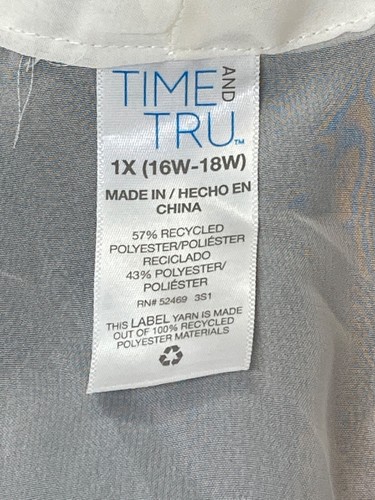 TIME AND
TRU™
1X (16W-18W)
MADE IN / HECHO EN
CHINA
57% RECYCLED
POLYESTER/POLIÉSTER
RECICLADO
43% POLYESTER/
POLIÉSTER
RN# 52469 3S1
THIS LABEL YARN IS MADE
OUT OF 100% RECYCLED
POLYESTER MATERIALS